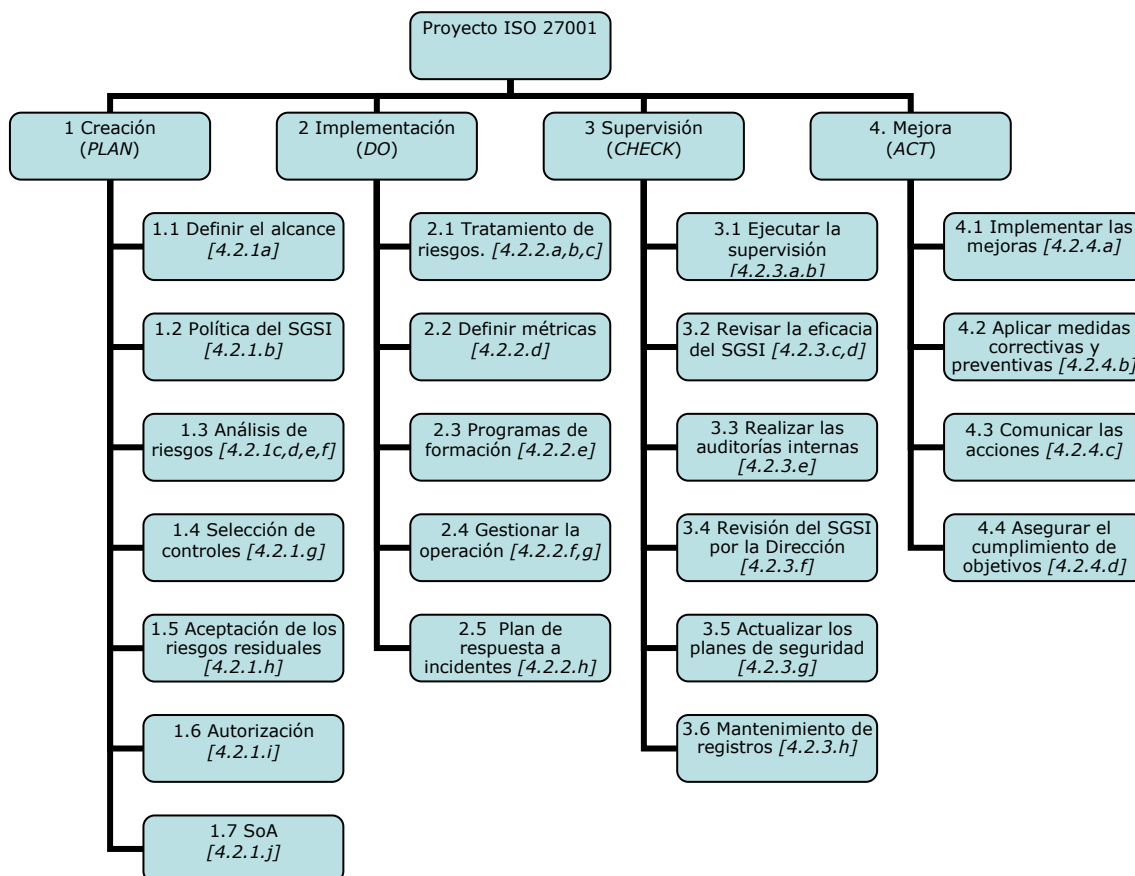 Proyecto ISO 27001
1 Creación
(PLAN)
2 Implementación
(DO)
3 Supervisión
(CHECK)
4. Mejora
(ACT)
1.1 Definir el alcance
[4.2.1a]
1.2 Política del SGSI
[4.2.1.b]
1.3 Análisis de
riesgos [4.2.1c,d,e,f]
1.4 Selección de
controles [4.2.1.g]
1.5 Aceptación de los
riesgos residuales
[4.2.1.h]
1.6 Autorización
[4.2.1.i]
1.7 SoA
[4.2.1.j]
2.1 Tratamiento de
riesgos. [4.2.2.a,b,c]
2.2 Definir métricas
[4.2.2.d]
2.3 Programas de
formación [4.2.2.e]
2.4 Gestionar la
operación [4.2.2.f,g]
2.5 Plan de
respuesta a
incidentes [4.2.2.h]
3.1 Ejecutar la
supervisión
[4.2.3.a.b]
3.2 Revisar la eficacia
del SGSI [4.2.3.c,d]
3.3 Realizar las
auditorías internas
[4.2.3.e]
3.4 Revisión del SGSI
por la Dirección
[4.2.3.f]
3.5 Actualizar los
planes de seguridad
[4.2.3.g]
3.6 Mantenimiento de
registros [4.2.3.h]
4.1 Implementar las
mejoras [4.2.4.a]
4.2 Aplicar medidas
correctivas y
preventivas [4.2.4.b]
4.3 Comunicar las
acciones [4.2.4.c]
4.4 Asegurar el
cumplimiento de
objetivos [4.2.4.d]